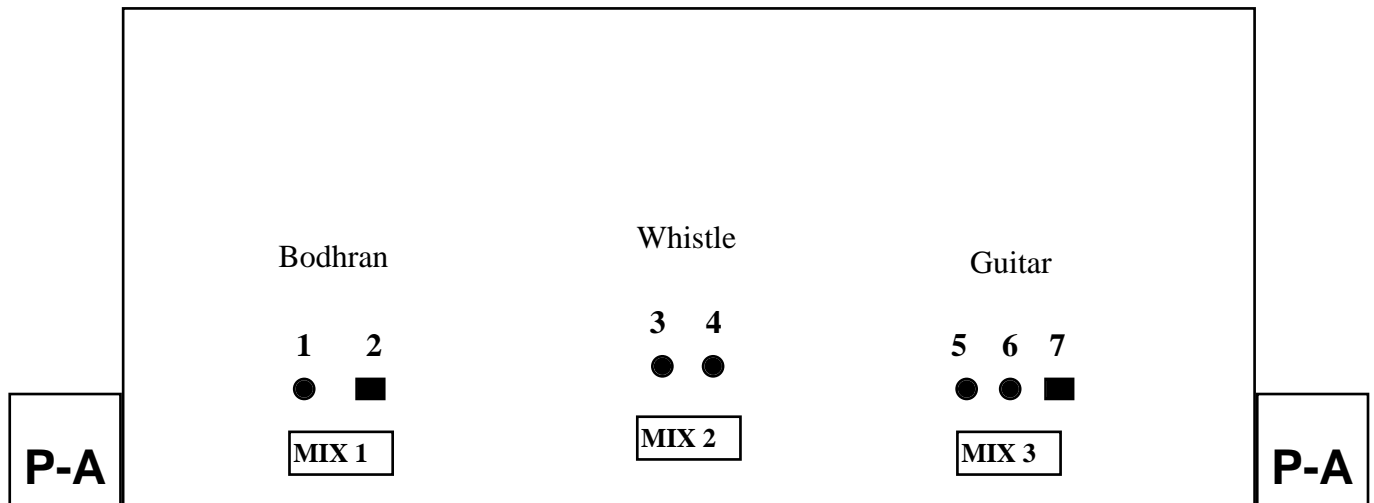 Whistle
Bodhran
Guitar
3 4
1 2
5 6 7
MIX 2
MIX 1
MIX 3
P-A
P-A